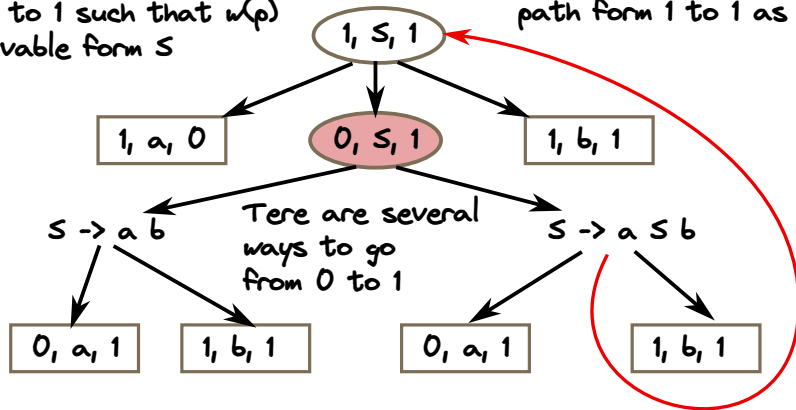 to 1 such that w(p)
vable form S
path form 1 to 1 as
1, S, 1
1, a, 0
0, S, 1
1, b, 1
S -> a b
Tere are several
ways to go
from 0 to 1
S -> a S b
0, a, 1
1, b, 1
0, a, 1
1, b, 1